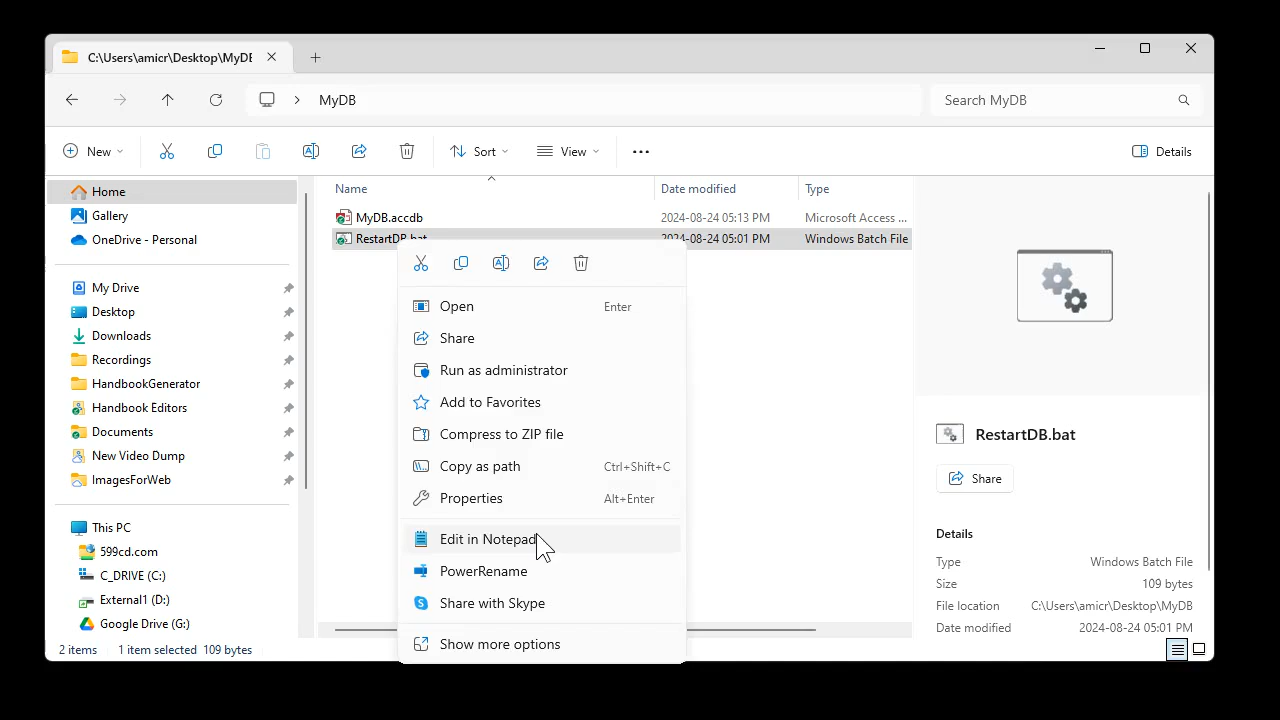 C:\Users\amicr\Desktop\MyDE
MyDB
Search MyDB
New
Sort
View
Details
Home
Gallery
OneDrive - Personal
My Drive
Desktop
Downloads
Recordings
HandbookGenerator
Handbook Editors
Documents
New Video Dump
ImagesForWeb
This PC
599cd.com
C_DRIVE (C:)
External1 (D:)
Google Drive (G:)
Name Date modified Type
MyDB.accdb 2024-08-24 05:13 PM Microsoft Access ...
RestartDB.bat 2024-08-24 05:01 PM Windows Batch File
Open Enter
Share
Run as administrator
Add to Favorites
Compress to ZIP file
Copy as path Ctrl+Shift+C
Properties Alt+Enter
Edit in Notepad
PowerRename
Share with Skype
Show more options
RestartDB.bat
Share
Details
Type Windows Batch File
Size 109 bytes
File location C:\Users\amicr\Desktop\MyDB
Date modified 2024-08-24 05:01 PM
2 items 1 item selected 109 bytes